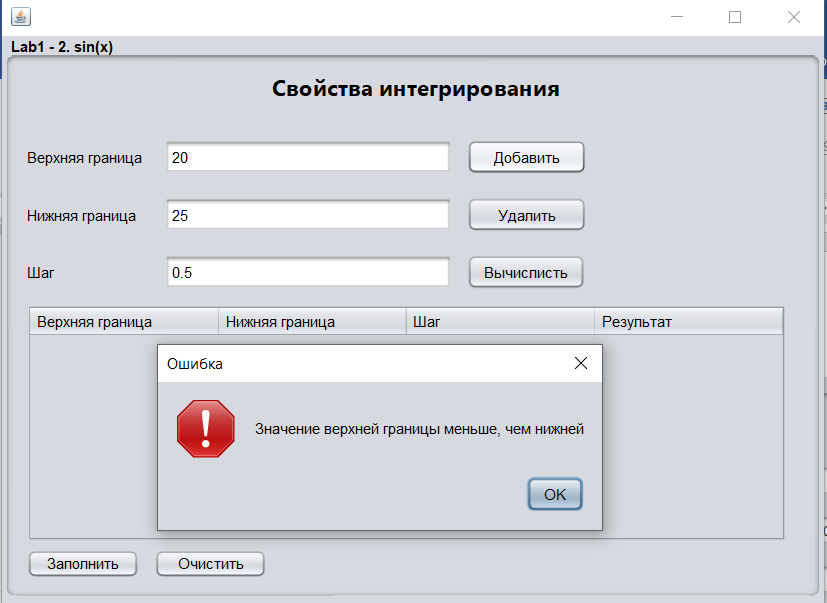 Lab1 - 2. sin(x)
Свойства интегрирования
Верхняя граница 20 Добавить
Нижняя граница 25 Удалить
Шаг 0.5 Вычислисть
Верхняя граница Нижняя граница Шаг Результат
Ошибка
Значение верхней границы меньше, чем нижней
OK
Заполнить Очистить